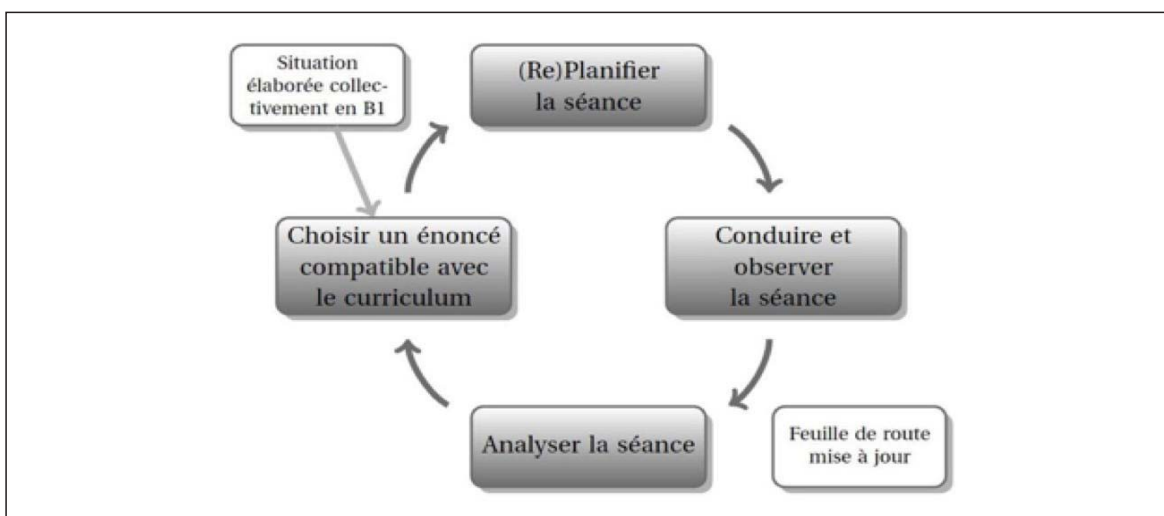 Situation
élaborée collec-
tivement en B1
(Re)Planifier
la séance
Choisir un énoncé
compatible avec
le curriculum
Conduire et
observer
la séance
Analyser la séance
Feuille de route
mise à jour